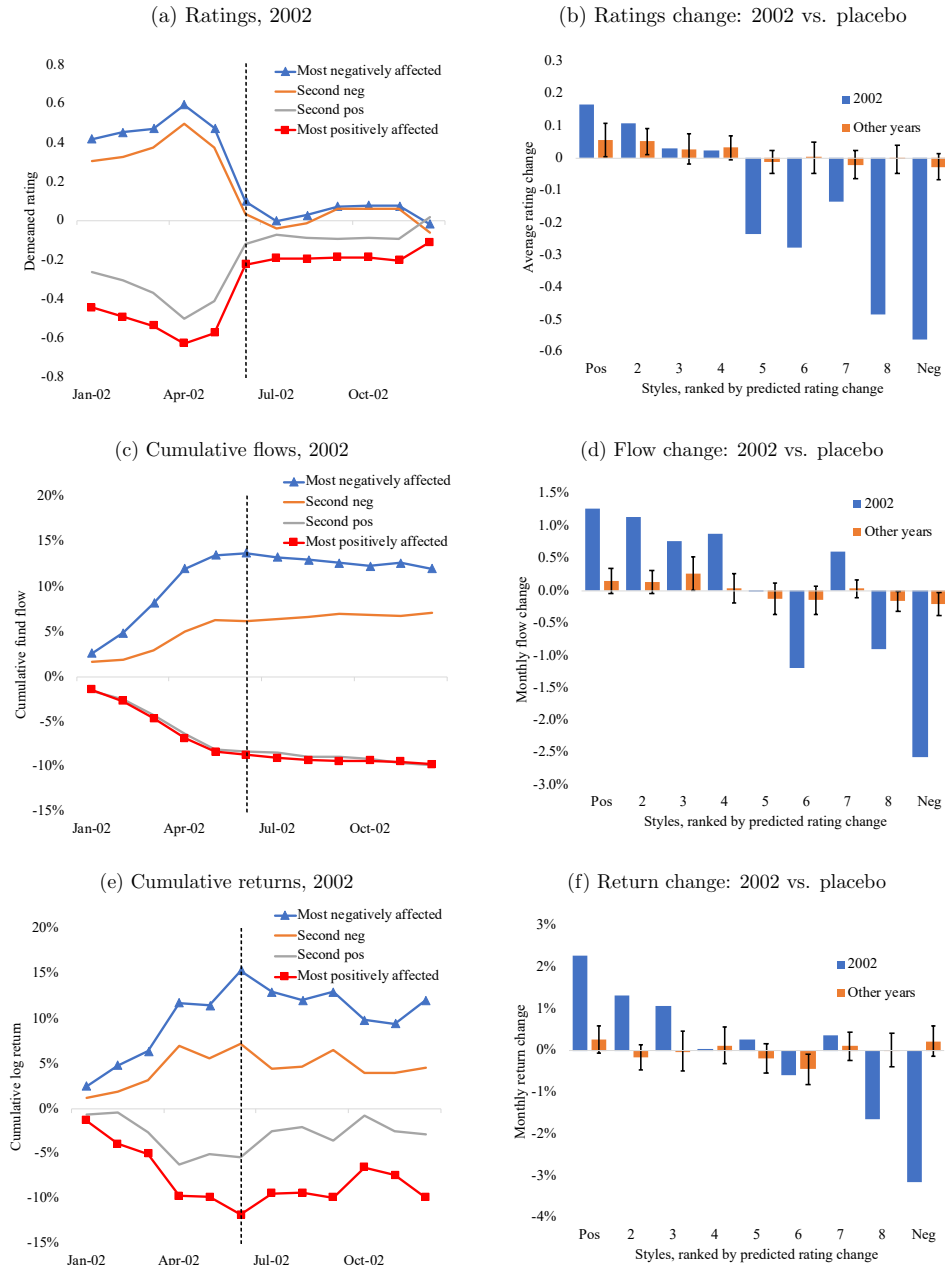 (a) Ratings, 2002
0.8
0.6
0.4
0.2
0
-0.2
-0.4
-0.6
-0.8
Demeaned rating
Most negatively affected
Second neg
Second pos
Most positively affected
Jan-02 Apr-02 Jul-02 Oct-02
(b) Ratings change: 2002 vs. placebo
0.3
0.2
0.1
0
-0.1
-0.2
-0.3
-0.4
-0.5
-0.6
Average rating change
2002
Other years
Pos 2 3 4 5 6 7 8 Neg
Styles, ranked by predicted rating change
(c) Cumulative flows, 2002
20%
15%
10%
5%
0%
-5%
-10%
-15%
Cumulative fund flow
Most negatively affected
Second neg
Second pos
Most positively affected
Jan-02 Apr-02 Jul-02 Oct-02
(d) Flow change: 2002 vs. placebo
1.5%
1.0%
0.5%
0.0%
-0.5%
-1.0%
-1.5%
-2.0%
-2.5%
-3.0%
Monthly flow change
2002
Other years
Pos 2 3 4 5 6 7 8 Neg
Styles, ranked by predicted rating change
(e) Cumulative returns, 2002
20%
15%
10%
5%
0%
-5%
-10%
-15%
Cumulative log return
Most negatively affected
Second neg
Second pos
Most positively affected
Jan-02 Apr-02 Jul-02 Oct-02
(f) Return change: 2002 vs. placebo
3%
2%
1%
0%
-1%
-2%
-3%
-4%
Monthly return change
2002
Other years
Pos 2 3 4 5 6 7 8 Neg
Styles, ranked by predicted rating change